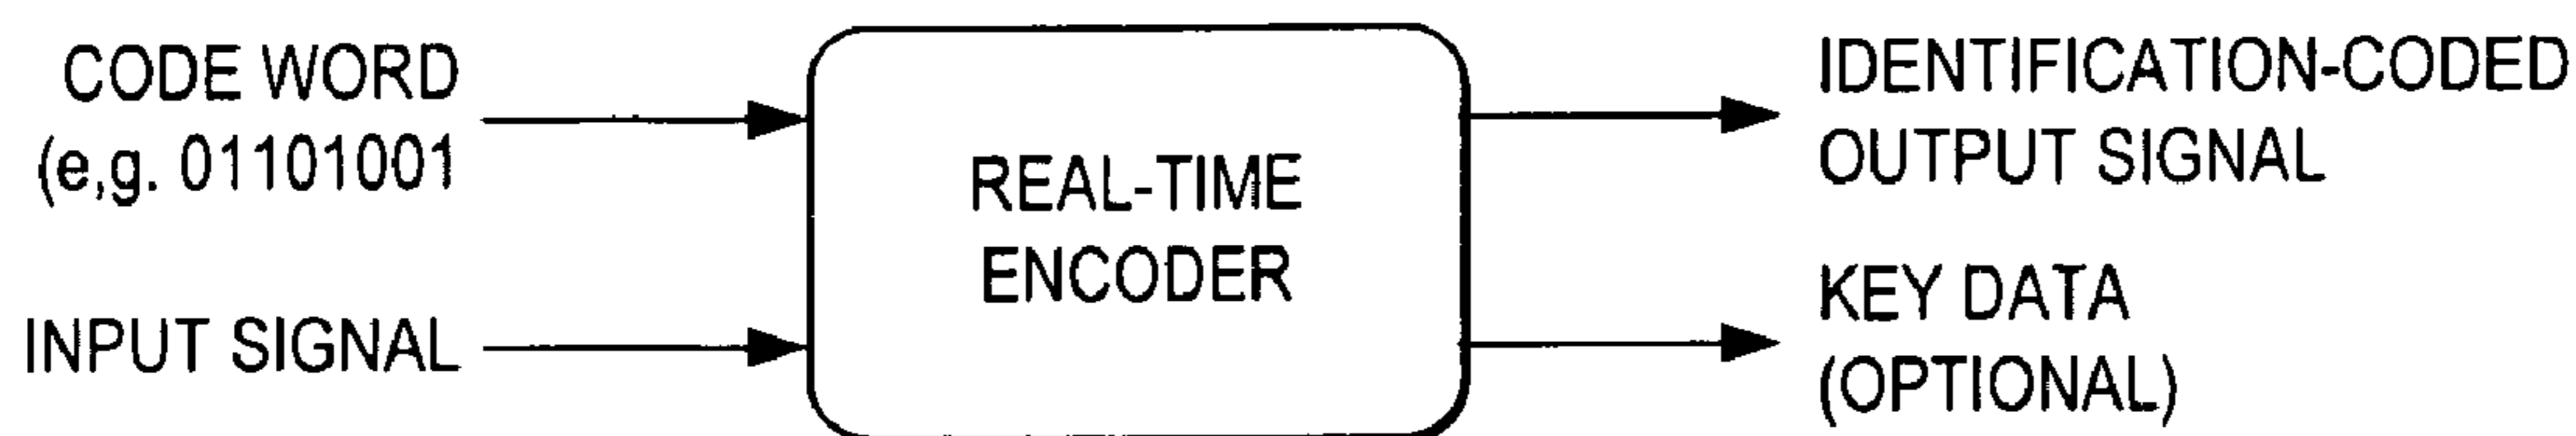 CODE WORD
(e,g. 01101001
INPUT SIGNAL
REAL-TIME
ENCODER
IDENTIFICATION-CODED
OUTPUT SIGNAL
KEY DATA
(OPTIONAL)